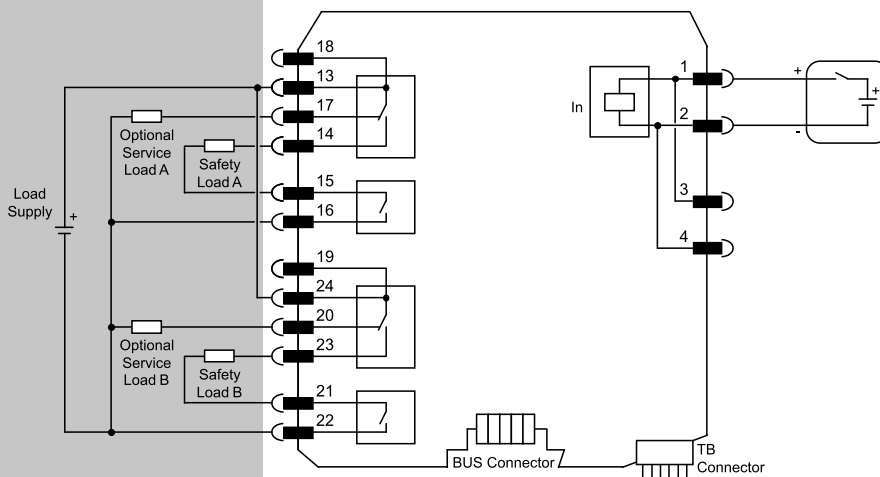 18
13
17
14
Optional
Service
Load A
Safety
Load A
15
16
Load
Supply
+
19
24
20
23
Optional
Service
Load B
Safety
Load B
21
22
In
1
2
3
4
+
-
+
BUS Connector
TB
Connector